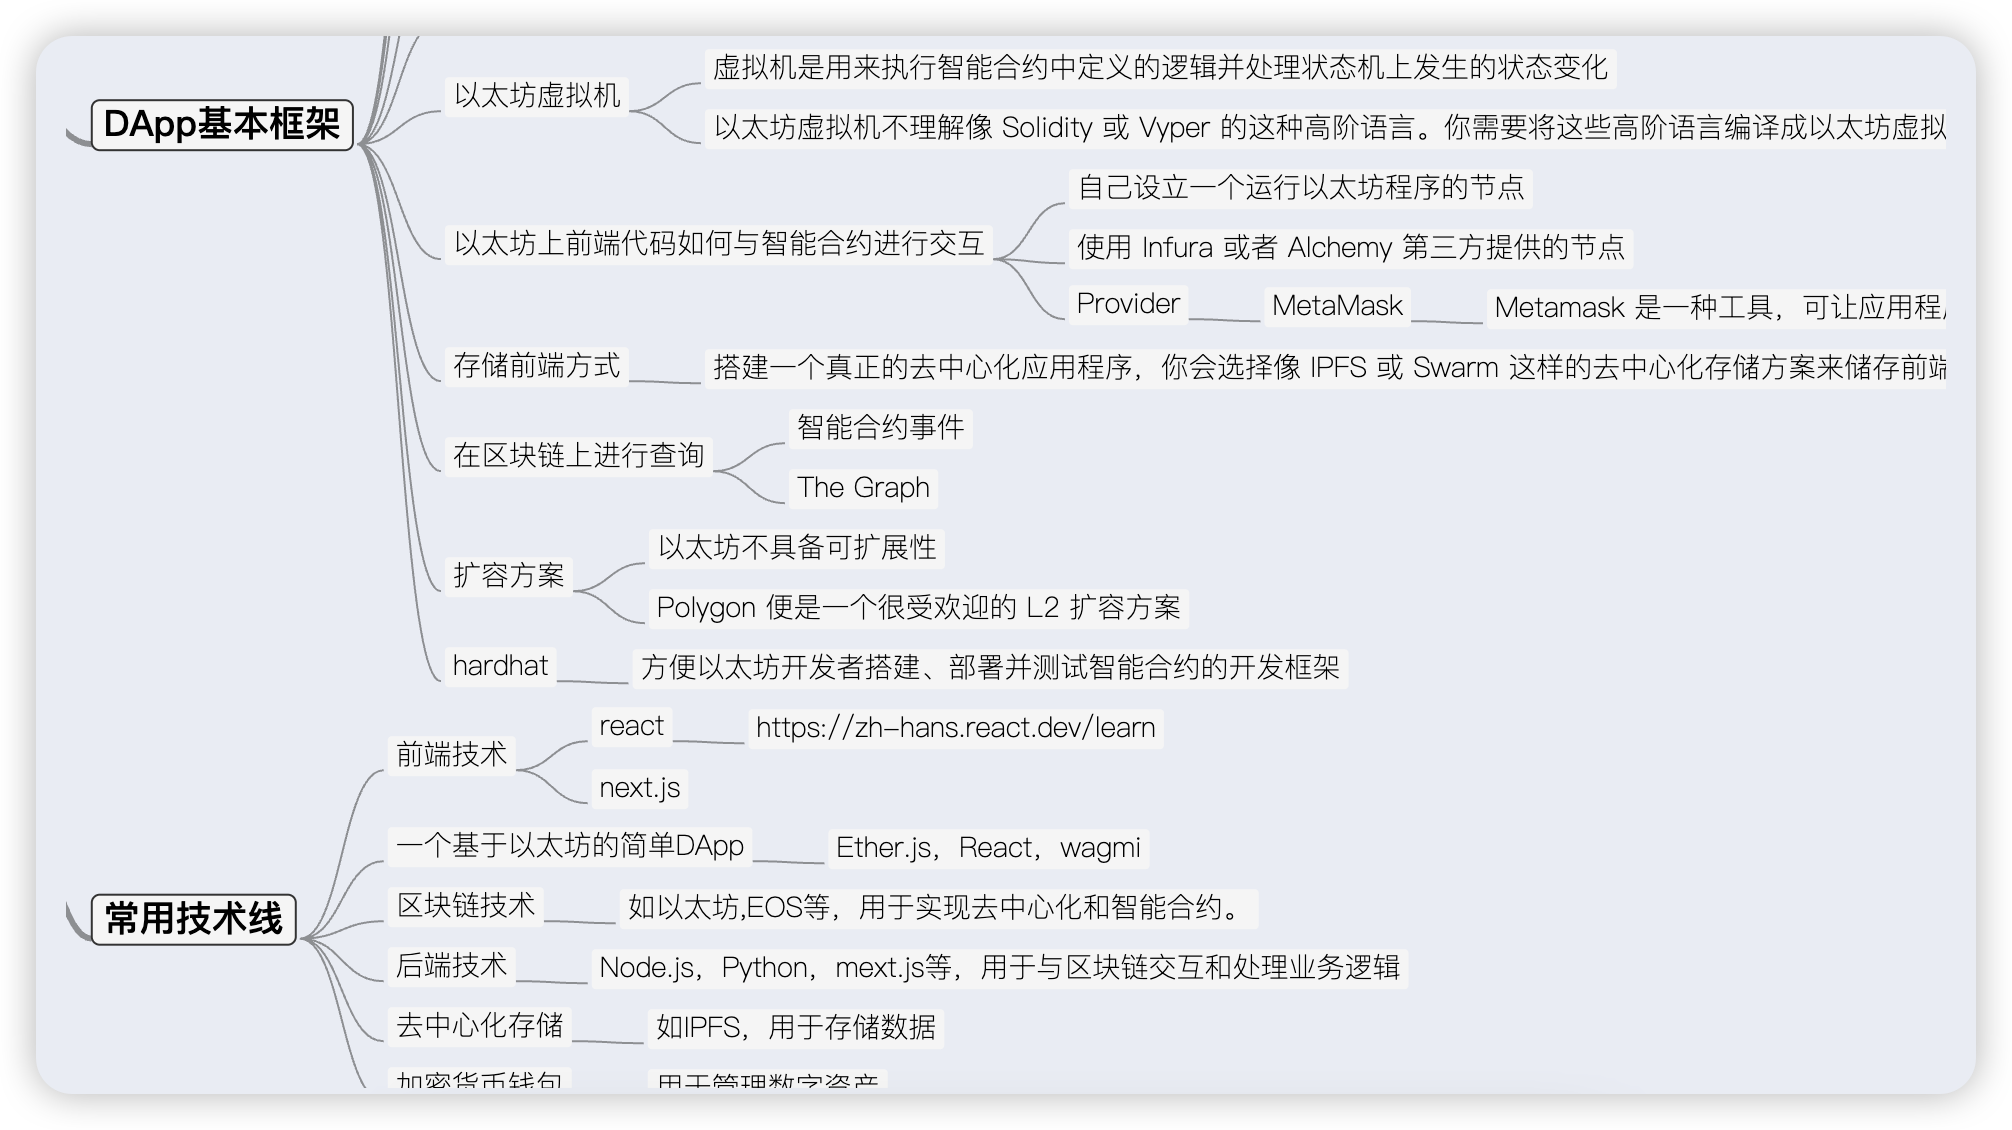 DApp基本框架
以太坊虚拟机
虚拟机是用来执行智能合约中定义的逻辑并处理状态机上发生的状态变化
以太坊虚拟机不理解像 Solidity 或 Vyper 的这种高阶语言。你需要将这些高阶语言编译成以太坊虚拟
以太坊上前端代码如何与智能合约进行交互
自己设立一个运行以太坊程序的节点
使用 Infura 或者 Alchemy 第三方提供的节点
Provider
MetaMask
Metamask 是一种工具，可让应用程
存储前端方式
搭建一个真正的去中心化应用程序，你会选择像 IPFS 或 Swarm 这样的去中心化存储方案来储存前端
在区块链上进行查询
智能合约事件
The Graph
扩容方案
以太坊不具备可扩展性
Polygon 便是一个很受欢迎的 L2 扩容方案
hardhat
方便以太坊开发者搭建、部署并测试智能合约的开发框架
常用技术线
前端技术
react
https://zh-hans.react.dev/learn
next.js
一个基于以太坊的简单DApp
Ether.js，React，wagmi
区块链技术
如以太坊,EOS等，用于实现去中心化和智能合约。
后端技术
Node.js，Python，mext.js等，用于与区块链交互和处理业务逻辑
去中心化存储
如IPFS，用于存储数据
加密货币钱包
用于管理数字资产